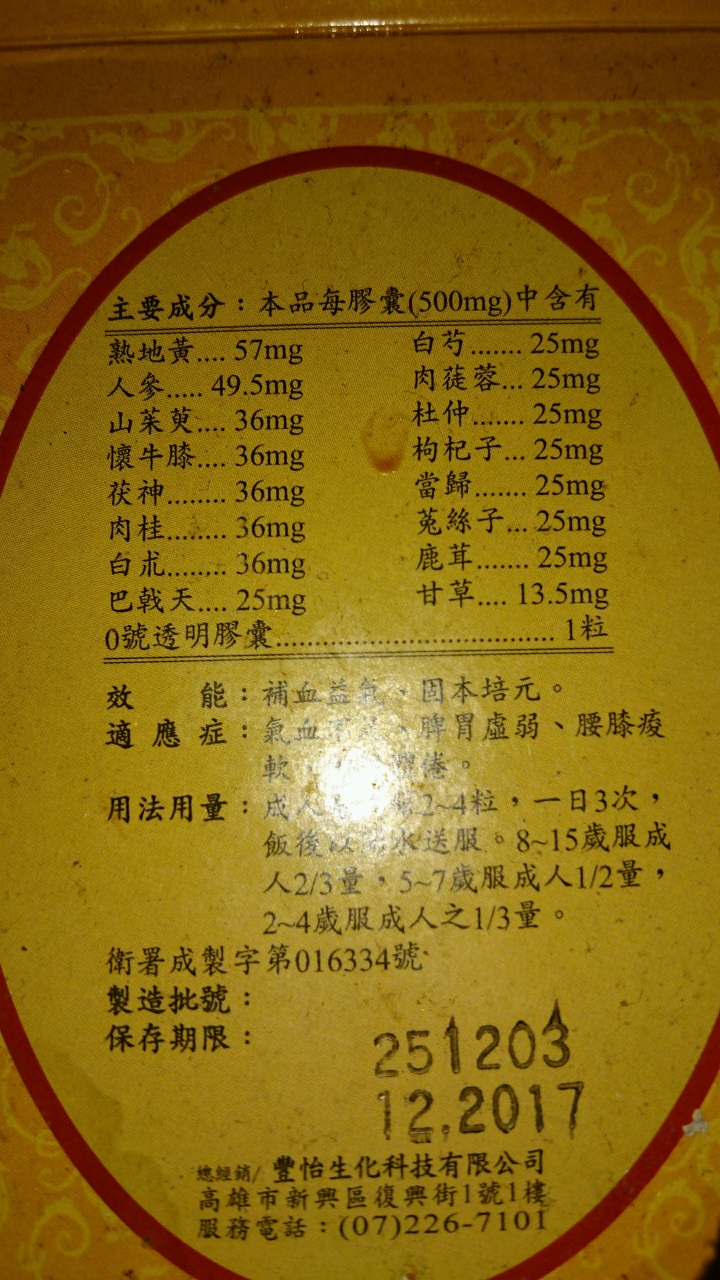 主要成分：本品每膠囊(500mg)中含有
熟地黃.... 57mg
人參..... 49.5mg
山茱萸.... 36mg
懷牛膝.... 36mg
茯神........ 36mg
肉桂........ 36mg
白朮........ 36mg
巴戟天.... 25mg
白芍....... 25mg
肉蓯蓉... 25mg
杜仲....... 25mg
枸杞子... 25mg
當歸....... 25mg
菟絲子... 25mg
鹿茸....... 25mg
甘草.... 13.5mg
0號透明膠囊.................................... 1粒
效能：補血益氣、固本培元。
適應症：氣血、脾胃虛弱、腰膝痠
軟，倦。
用法用量：成人2~4粒，一日3次，
飯後以水送服。8~15歲服成
人2/3量，5~7歲服成人1/2量，
2~4歲服成人之1/3量。
衛署成製字第016334號
製造批號：
保存期限：
251203
12.2017
總經銷/豐怡生化科技有限公司
高雄市新興區復興街1號1樓
服務電話：(07)226-7101